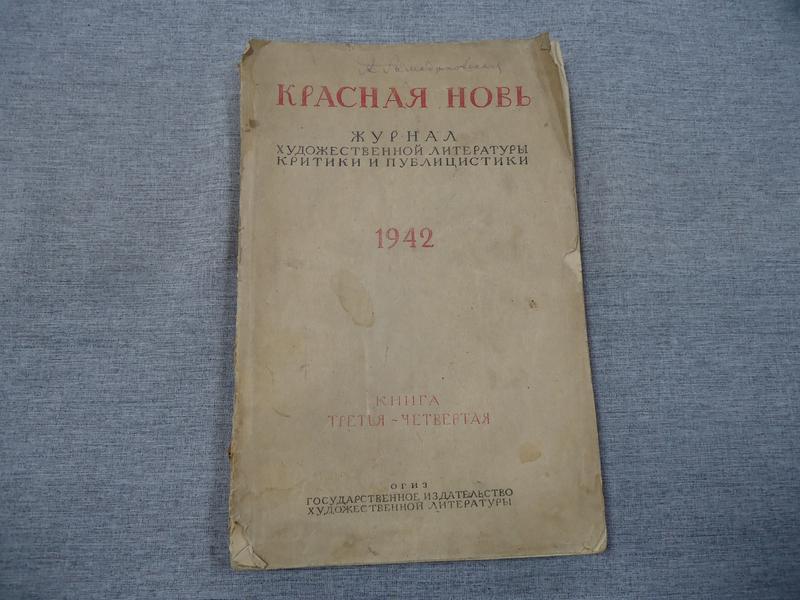 КРАСНАЯ НОВЬ
ЖУРНАЛ
ХУДОЖЕСТВЕННОЙ ЛИТЕРАТУРЫ
КРИТИКИ И ПУБЛИЦИСТИКИ
1942
КНИГА
ТРЕТЬЯ - ЧЕТВЕРТАЯ
ОГИЗ
ГОСУДАРСТВЕННОЕ ИЗДАТЕЛЬСТВО
ХУДОЖЕСТВЕННОЙ ЛИТЕРАТУРЫ